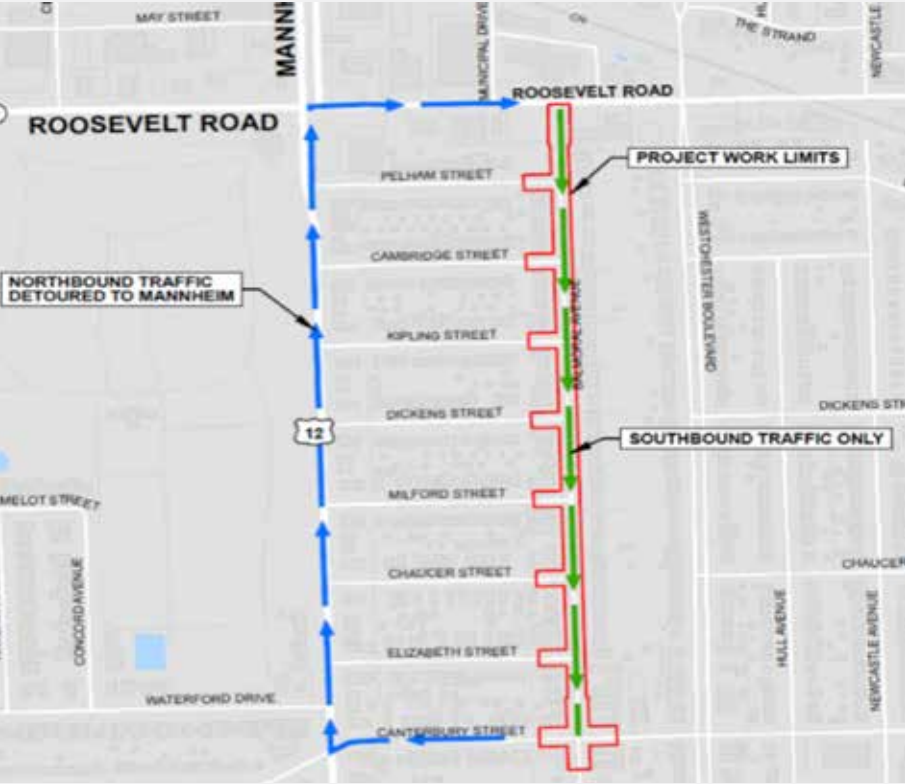 MAY STREET
MANNH
MUNICIPAL DRIVE
THE STRAND
NEWCASTLE
ROOSEVELT ROAD
ROOSEVELT ROAD
PROJECT WORK LIMITS
PELHAM STREET
CAMBRIDGE STREET
WESTCHESTER BOULEVARD
NORTHBOUND TRAFFIC
DETOURED TO MANNHEIM
KIPLING STREET
BALMORAL AVENUE
DICKENS STREET
DICKENS STR
12
SOUTHBOUND TRAFFIC ONLY
MELOT STREET
MILFORD STREET
CONCORD AVENUE
CHAUCER STREET
CHAUCER
HULL AVENUE
NEWCASTLE AVENUE
ELIZABETH STREET
WATERFORD DRIVE
CANTERBURY STREET